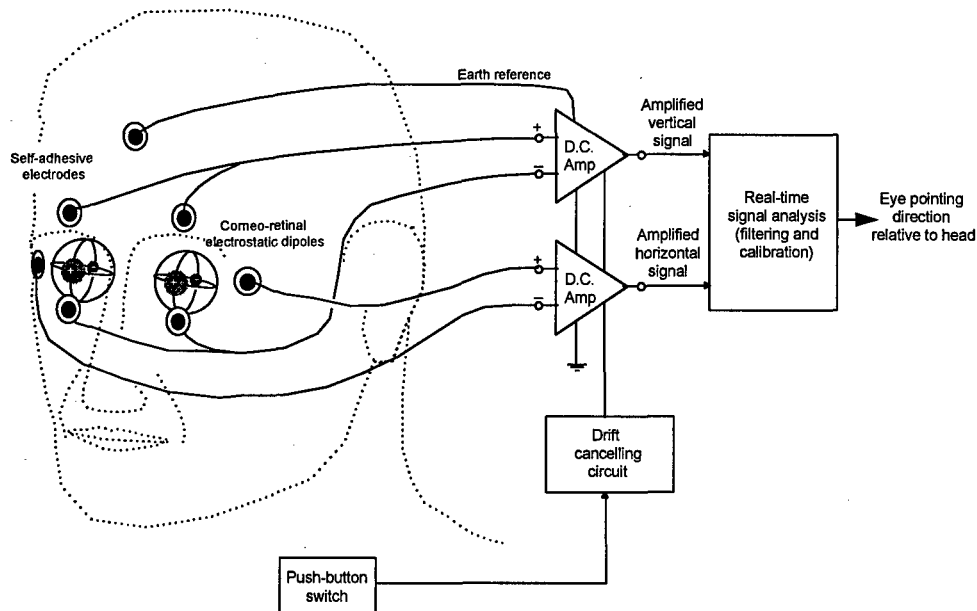 Earth reference
Self-adhesive
electrodes
Corneo-retinal
electrostatic dipoles
+
D.C.
Amp
−
Amplified
vertical
signal
+
D.C.
Amp
−
Amplified
horizontal
signal
Real-time
signal analysis
(filtering and
calibration)
Eye pointing
direction
relative to head
Drift
cancelling
circuit
Push-button
switch